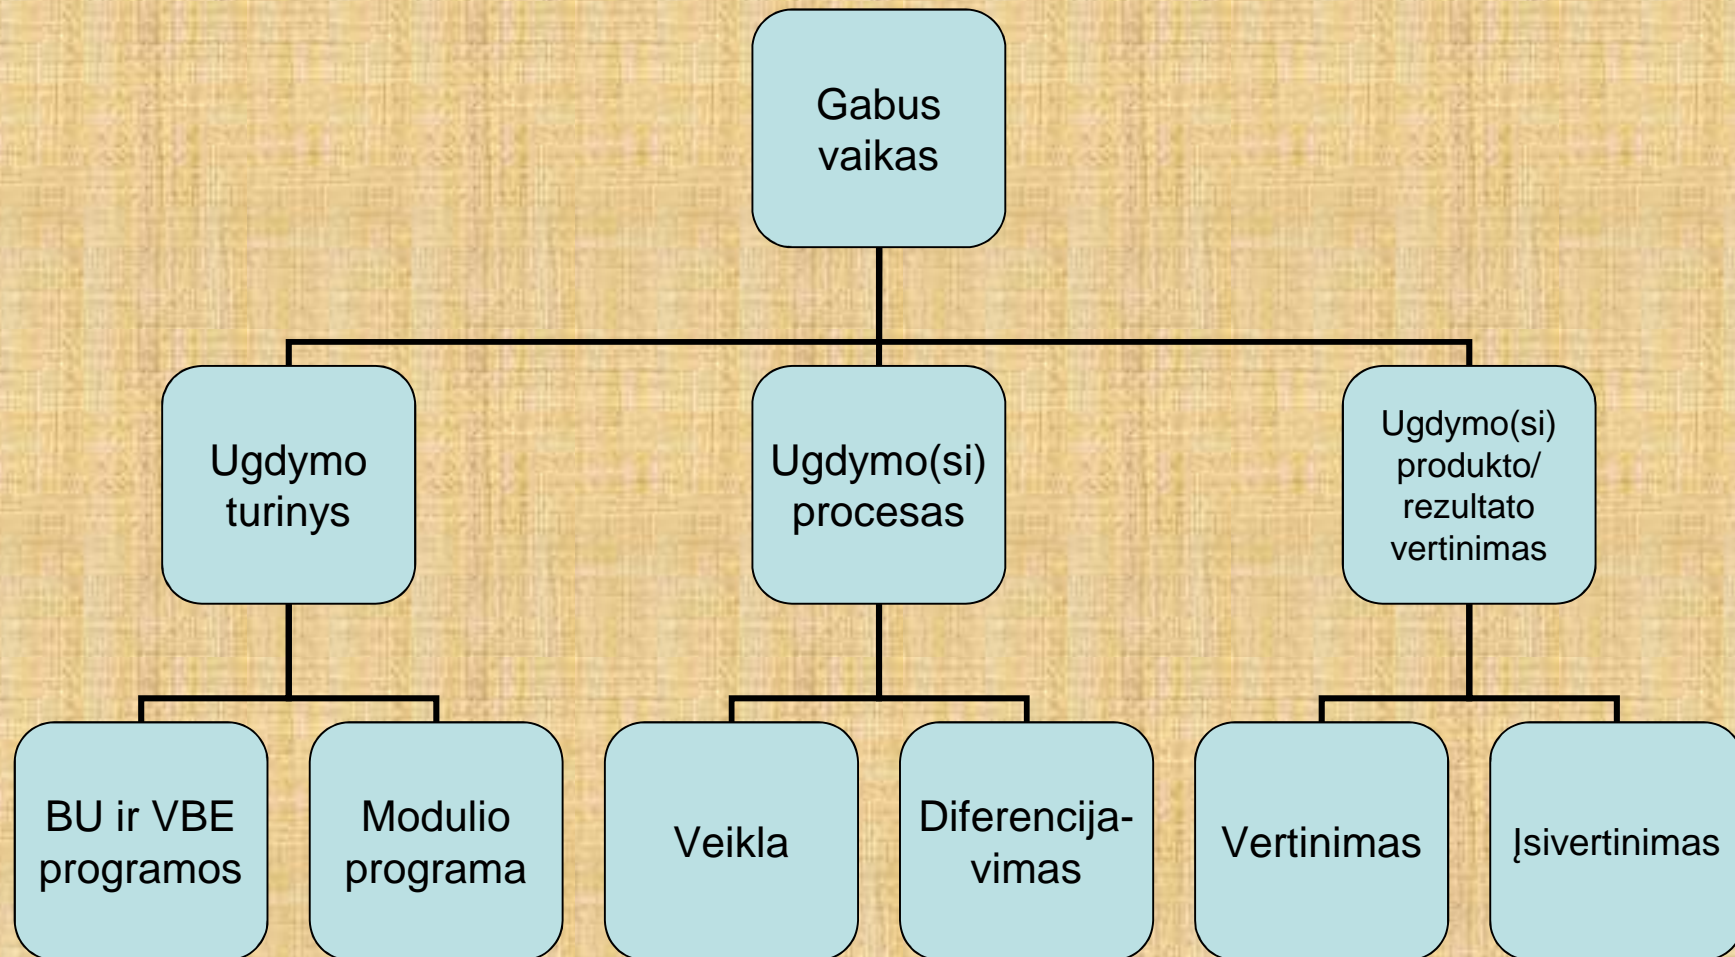 Gabus
vaikas
Ugdymo
turinys
Ugdymo(si)
procesas
Ugdymo(si)
produkto/
rezultato
vertinimas
BU ir VBE
programos
Modulio
programa
Veikla
Diferencija-
vimas
Vertinimas
Įsivertinimas